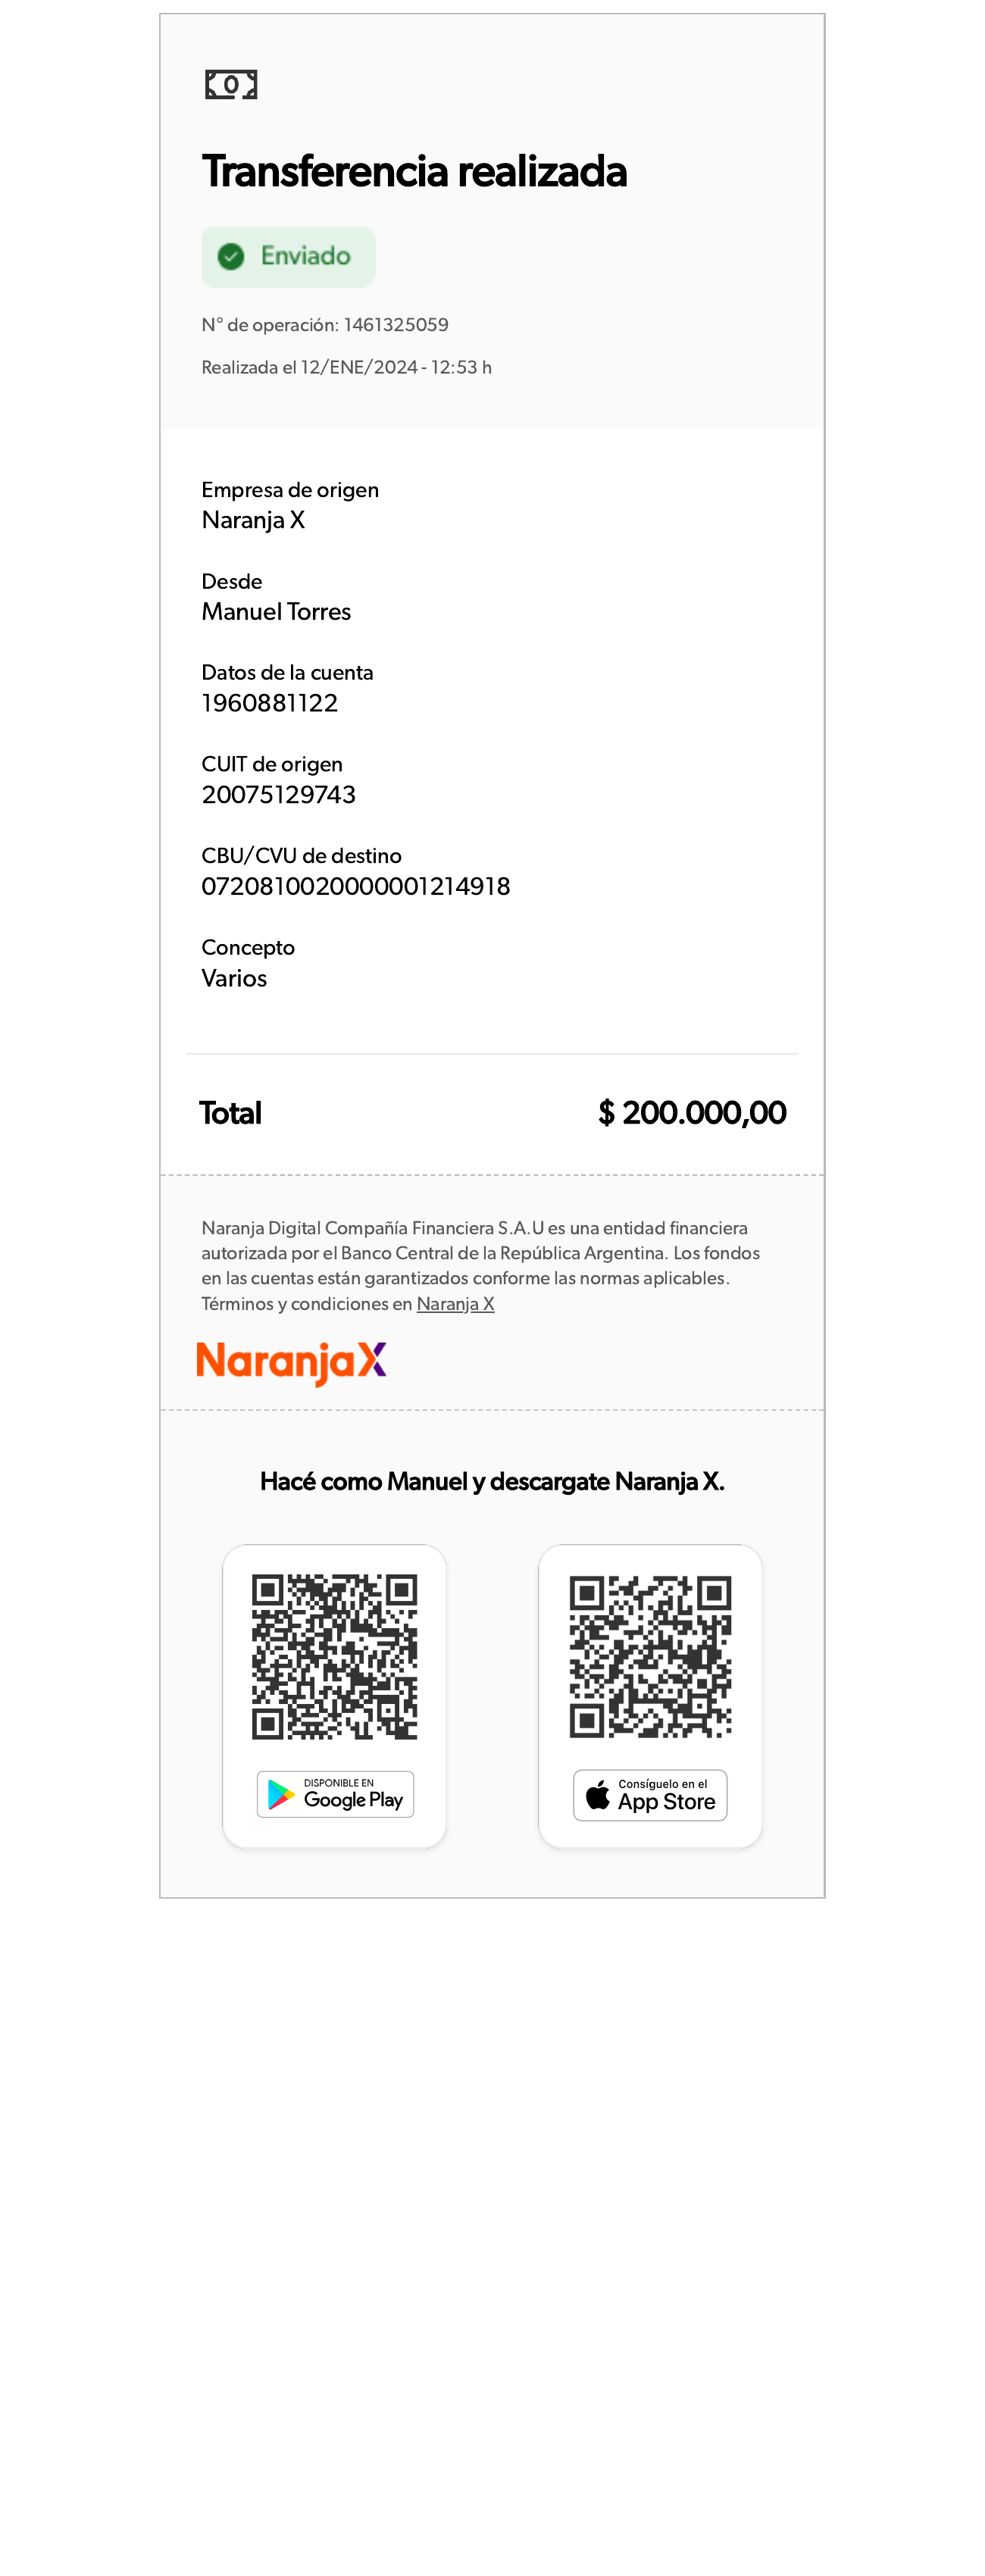 Transferencia realizada
Enviado
N° de operación: 1461325059
Realizada el 12/ENE/2024 - 12:53 h
Empresa de origen
Naranja X
Desde
Manuel Torres
Datos de la cuenta
1960881122
CUIT de origen
20075129743
CBU/CVU de destino
0720810020000001214918
Concepto
Varios
Total $ 200.000,00
Naranja Digital Compañía Financiera S.A.U es una entidad financiera
autorizada por el Banco Central de la República Argentina. Los fondos
en las cuentas están garantizados conforme las normas aplicables.
Términos y condiciones en Naranja X
NaranjaX
Hacé como Manuel y descargate Naranja X.
DISPONIBLE EN
Google Play
Consíguelo en el
App Store